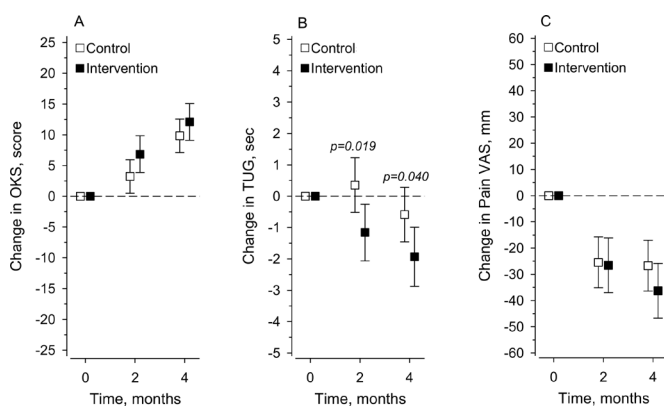 A
Control
Intervention
25
20
15
10
5
0
-5
-10
-15
-20
-25
Change in OKS, score
0 2 4
Time, months
B
Control
Intervention
p=0.019
p=0.040
5
4
3
2
1
0
-1
-2
-3
-4
-5
Change in TUG, sec
0 2 4
Time, months
C
Control
Intervention
60
50
40
30
20
10
0
-10
-20
-30
-40
-50
-60
Change in Pain VAS, mm
0 2 4
Time, months